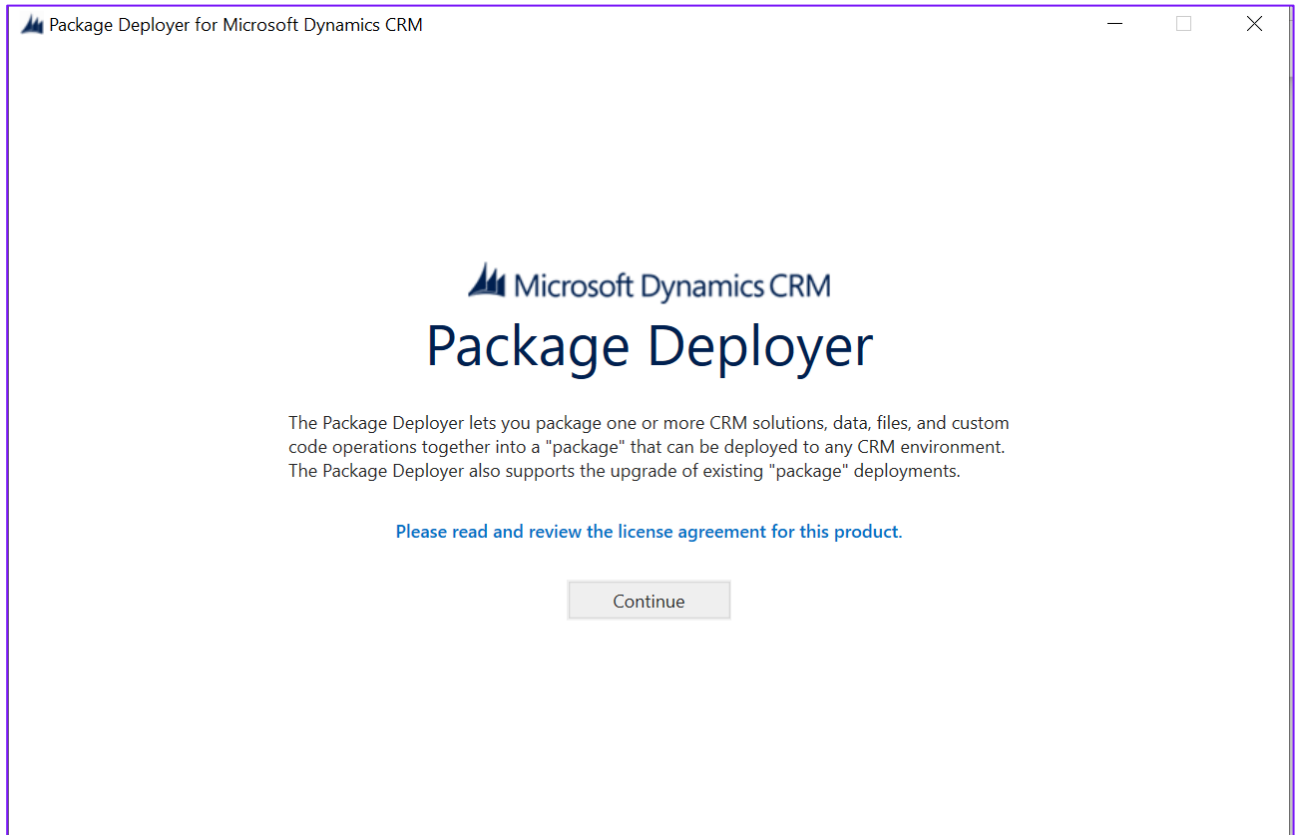 Package Deployer for Microsoft Dynamics CRM
Microsoft Dynamics CRM
Package Deployer
The Package Deployer lets you package one or more CRM solutions, data, files, and custom
code operations together into a "package" that can be deployed to any CRM environment.
The Package Deployer also supports the upgrade of existing "package" deployments.
Please read and review the license agreement for this product.
Continue